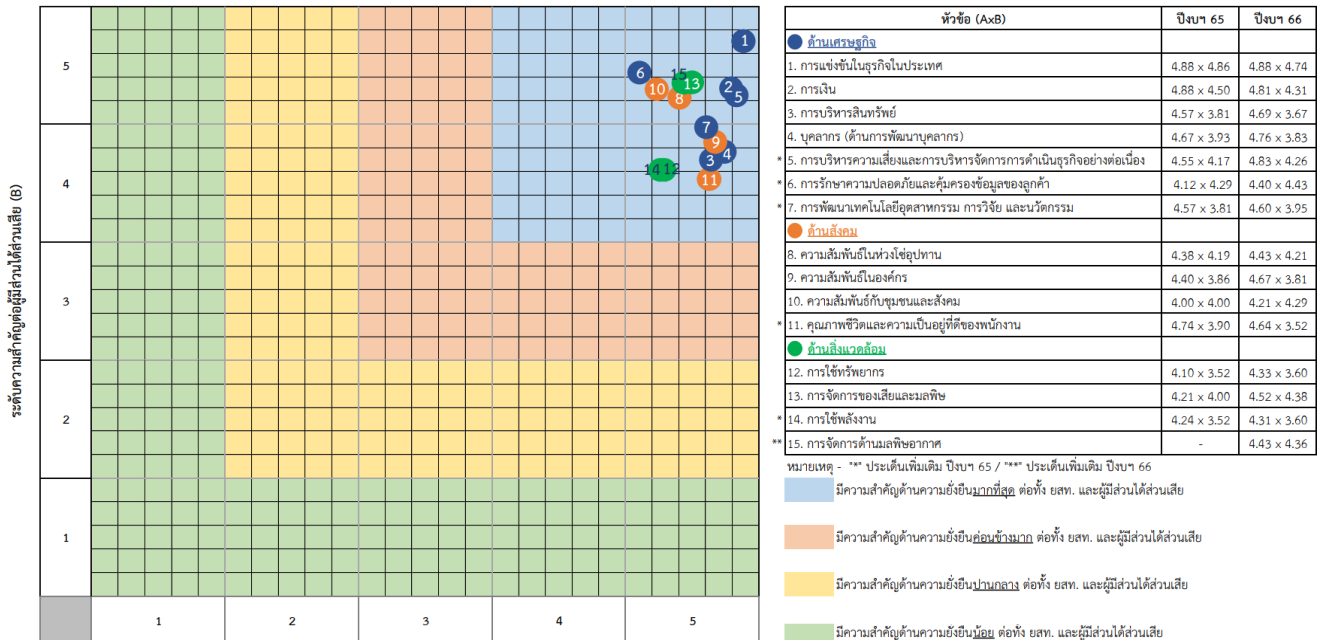 ระดับความสำคัญต่อผู้มีส่วนได้ส่วนเสีย (B)
5
4
3
2
1
1 2 3 4 5
1
6
15
13
10
8
2
5
7
9
4
3
14
12
11
หัวข้อ (AxB) ปีงบฯ 65 ปีงบฯ 66
ด้านเศรษฐกิจ
1. การแข่งขันในธุรกิจในประเทศ 4.88 x 4.86 4.88 x 4.74
2. การเงิน 4.88 x 4.50 4.81 x 4.31
3. การบริหารสินทรัพย์ 4.57 x 3.81 4.69 x 3.67
4. บุคลากร (ด้านการพัฒนาบุคลากร) 4.67 x 3.93 4.76 x 3.83
* 5. การบริหารความเสี่ยงและการบริหารจัดการการดำเนินธุรกิจอย่างต่อเนื่อง 4.55 x 4.17 4.83 x 4.26
* 6. การรักษาความปลอดภัยและคุ้มครองข้อมูลของลูกค้า 4.12 x 4.29 4.40 x 4.43
* 7. การพัฒนาเทคโนโลยีอุตสาหกรรม การวิจัย และนวัตกรรม 4.57 x 3.81 4.60 x 3.95
ด้านสังคม
8. ความสัมพันธ์ในห่วงโซ่อุปทาน 4.38 x 4.19 4.43 x 4.21
9. ความสัมพันธ์ในองค์กร 4.40 x 3.86 4.67 x 3.81
10. ความสัมพันธ์กับชุมชนและสังคม 4.00 x 4.00 4.21 x 4.29
* 11. คุณภาพชีวิตและความเป็นอยู่ที่ดีของพนักงาน 4.74 x 3.90 4.64 x 3.52
ด้านสิ่งแวดล้อม
12. การใช้ทรัพยากร 4.10 x 3.52 4.33 x 3.60
13. การจัดการของเสียและมลพิษ 4.21 x 4.00 4.52 x 4.38
* 14. การใช้พลังงาน 4.24 x 3.52 4.31 x 3.60
** 15. การจัดการด้านมลพิษอากาศ - 4.43 x 4.36
หมายเหตุ - "*" ประเด็นเพิ่มเติม ปีงบฯ 65 / "**" ประเด็นเพิ่มเติม ปีงบฯ 66
มีความสำคัญด้านความยั่งยืนมากที่สุด ต่อทั้ง ยสท. และผู้มีส่วนได้ส่วนเสีย
มีความสำคัญด้านความยั่งยืนค่อนข้างมาก ต่อทั้ง ยสท. และผู้มีส่วนได้ส่วนเสีย
มีความสำคัญด้านความยั่งยืนปานกลาง ต่อทั้ง ยสท. และผู้มีส่วนได้ส่วนเสีย
มีความสำคัญด้านความยั่งยืนน้อย ต่อทั้ง ยสท. และผู้มีส่วนได้ส่วนเสีย